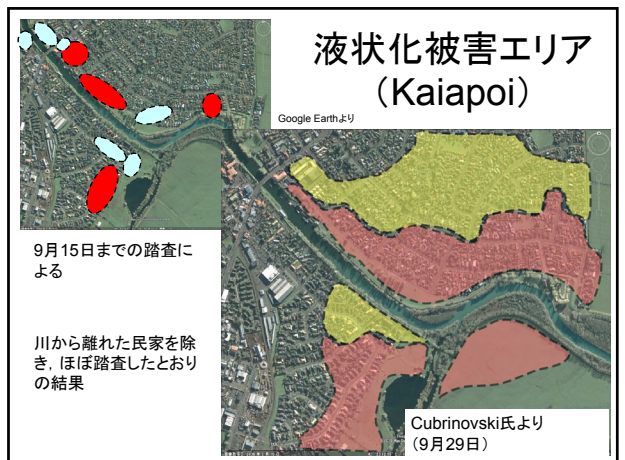 液状化被害エリア
（Kaiapoi）
Google Earthより
9月15日までの踏査に
よる
川から離れた民家を除
き，ほぼ踏査したとおり
の結果
Cubrinovski氏より
（9月29日）